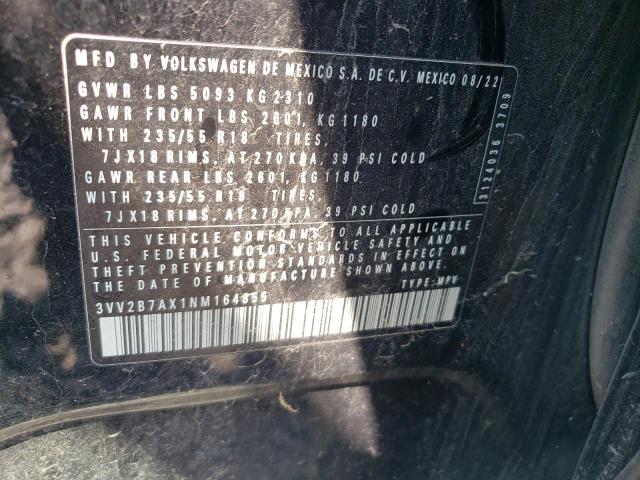 MFD BY VOLKSWAGEN DE MEXICO S.A. DE C.V. MEXICO 08/22
GVWR LBS 5093 KG 2310
GAWR FRONT LBS 2601, KG 1180
WITH 235/55 R18 TIRES,
7JX18 RIMS, AT 270 KPA, 39 PSI COLD
GAWR REAR LBS 2601, KG 1180
WITH 235/55 R18 TIRES,
7JX18 RIMS, AT 270 KPA, 39 PSI COLD
THIS VEHICLE CONFORMS TO ALL APPLICABLE
U.S. FEDERAL MOTOR VEHICLE SAFETY AND
THEFT PREVENTION STANDARDS IN EFFECT ON
THE DATE OF MANUFACTURE SHOWN ABOVE.
3VV2B7AX1NM164855 TYPE: MPV
3124036 3709